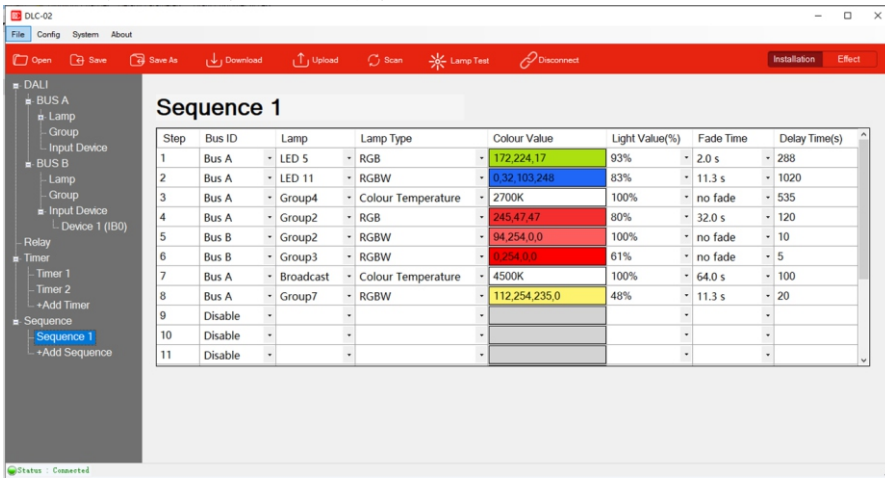 DLC-02
File Config System About
Open Save Save As Download Upload Scan Lamp Test Disconnect Installation Effect
DALI
BUS A
Lamp
Group
Input Device
BUS B
Lamp
Group
Input Device
Device 1 (IB0)
Relay
Timer
Timer 1
Timer 2
+Add Timer
Sequence
Sequence 1
+Add Sequence
Sequence 1
Step Bus ID Lamp Lamp Type Colour Value Light Value(%) Fade Time Delay Time(s)
1 Bus A LED 5 RGB 172,224,17 93% 2.0 s 288
2 Bus A LED 11 RGBW 0,32,103,248 83% 11.3 s 1020
3 Bus A Group4 Colour Temperature 2700K 100% no fade 535
4 Bus A Group2 RGB 245,47,47 80% 32.0 s 120
5 Bus B Group2 RGBW 94,254,0,0 100% no fade 10
6 Bus B Group3 RGBW 0,254,0,0 61% no fade 5
7 Bus A Broadcast Colour Temperature 4500K 100% 64.0 s 100
8 Bus A Group7 RGBW 112,254,235,0 48% 11.3 s 20
9 Disable
10 Disable
11 Disable
Status : Connected